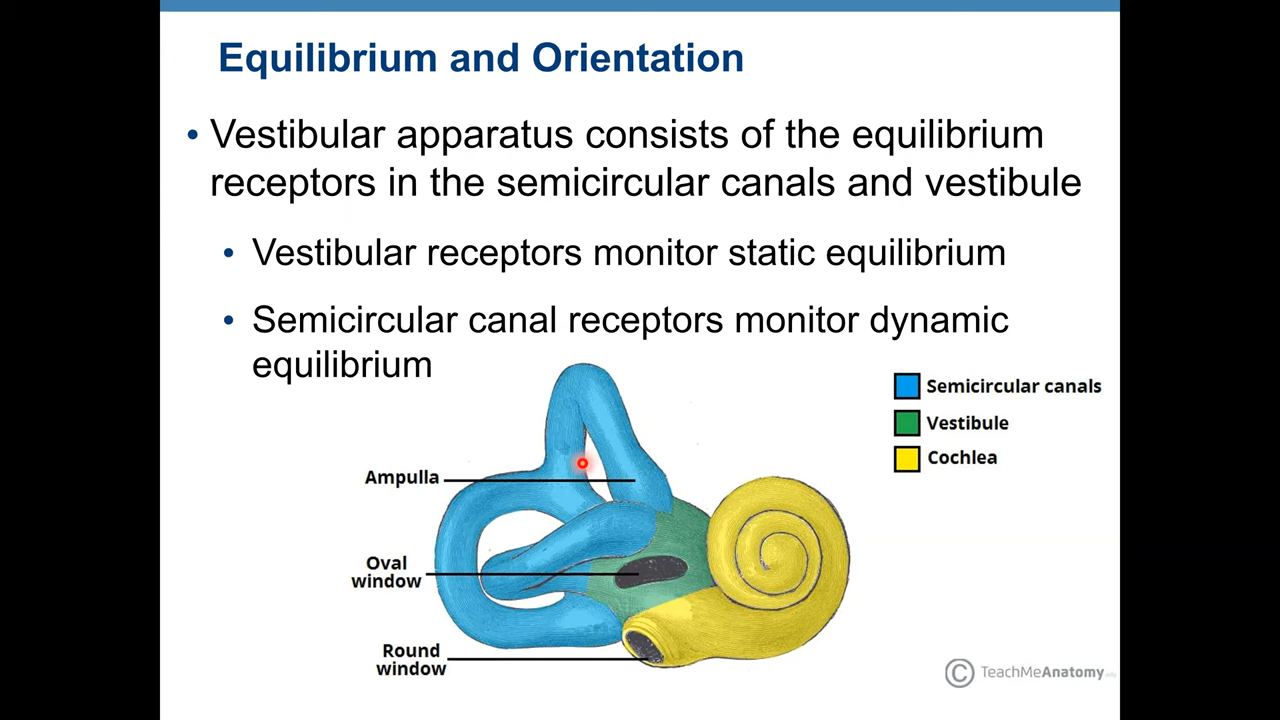 Equilibrium and Orientation
• Vestibular apparatus consists of the equilibrium
receptors in the semicircular canals and vestibule
• Vestibular receptors monitor static equilibrium
• Semicircular canal receptors monitor dynamic
equilibrium
Semicircular canals
Vestibule
Cochlea
Ampulla
Oval
window
Round
window
© TeachMeAnatomy